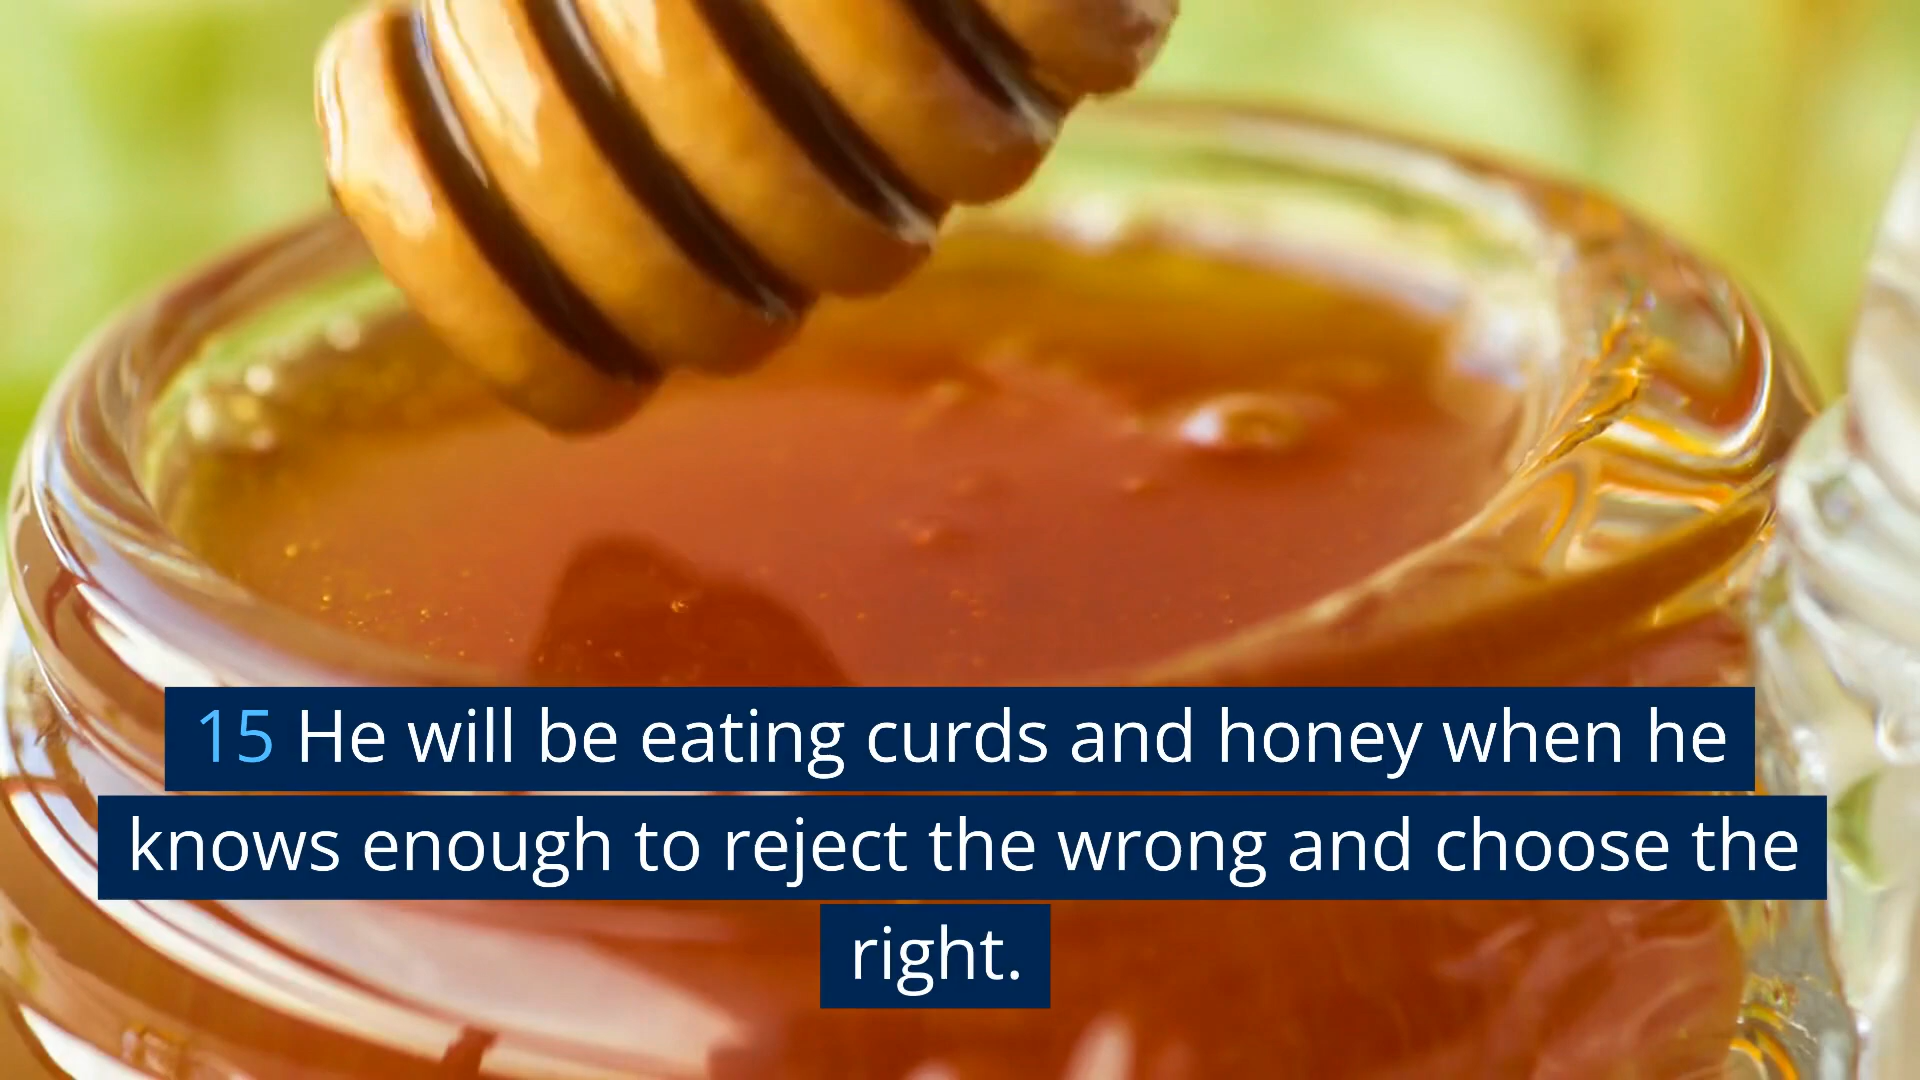 15 He will be eating curds and honey when he
knows enough to reject the wrong and choose the
right.